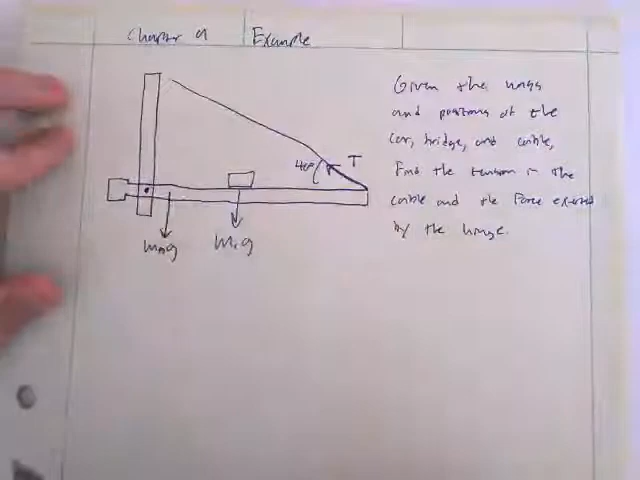 Chapter 9 Example
Given the mass
and positions of the
car, bridge, and cable,
Find the tension in the
cable and the Force exerted
by the hinge.
40° T
mBg mcg